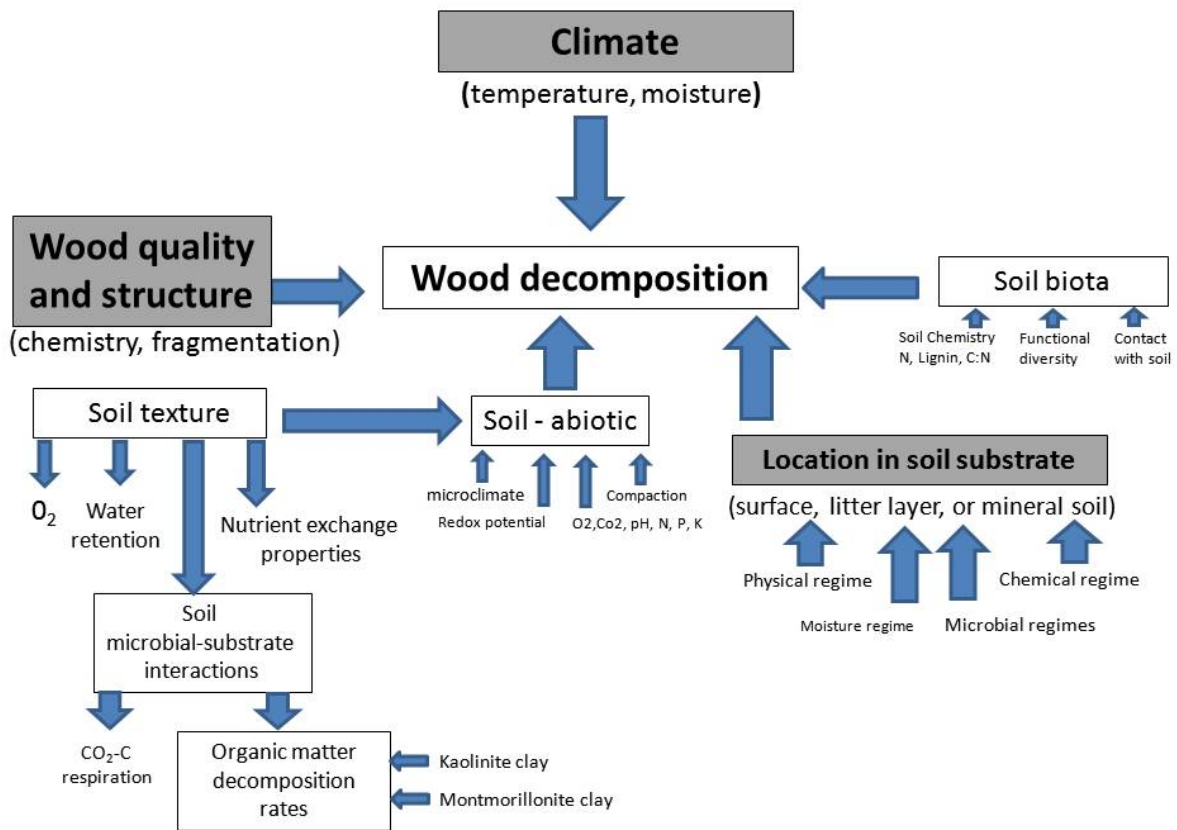 Climate
(temperature, moisture)
Wood quality
and structure
(chemistry, fragmentation)
Wood decomposition
Soil biota
Soil Chemistry
N, Lignin, C:N
Functional
diversity
Contact
with soil
Soil texture
O2
Water
retention
Nutrient exchange
properties
Soil - abiotic
microclimate
Redox potential
O2,Co2, pH, N, P, K
Compaction
Location in soil substrate
(surface, litter layer, or mineral soil)
Physical regime
Moisture regime
Microbial regimes
Chemical regime
Soil
microbial-substrate
interactions
CO₂-C
respiration
Organic matter
decomposition
rates
Kaolinite clay
Montmorillonite clay